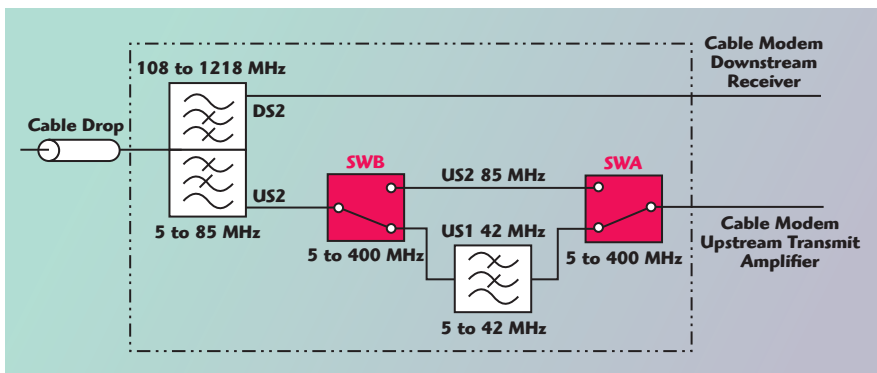 Cable Modem
Downstream
Receiver
108 to 1218 MHz
DS2
Cable Drop
SWB
US2 85 MHz
SWA
US2
5 to 85 MHz
US1 42 MHz
Cable Modem
Upstream Transmit
Amplifier
5 to 400 MHz
5 to 400 MHz
5 to 42 MHz